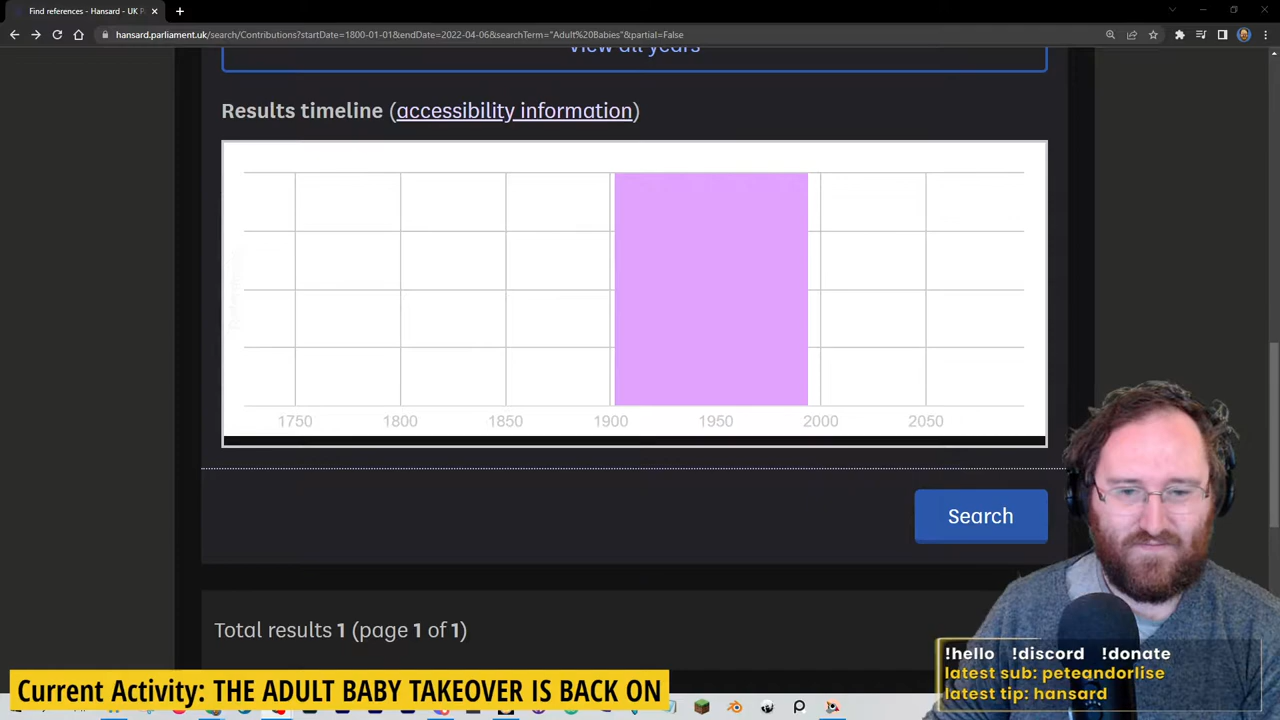 Find references - Hansard - UK P
hansard.parliament.uk/search/Contributions?startDate=1800-01-01&endDate=2022-04-06&searchTerm="Adult%20Babies"&partial=False
View all years
Results timeline (accessibility information)
1750 1800 1850 1900 1950 2000 2050
Search
Total results 1 (page 1 of 1)
!hello !discord !donate
latest sub: peteandorlise
latest tip: hansard
Current Activity: THE ADULT BABY TAKEOVER IS BACK ON